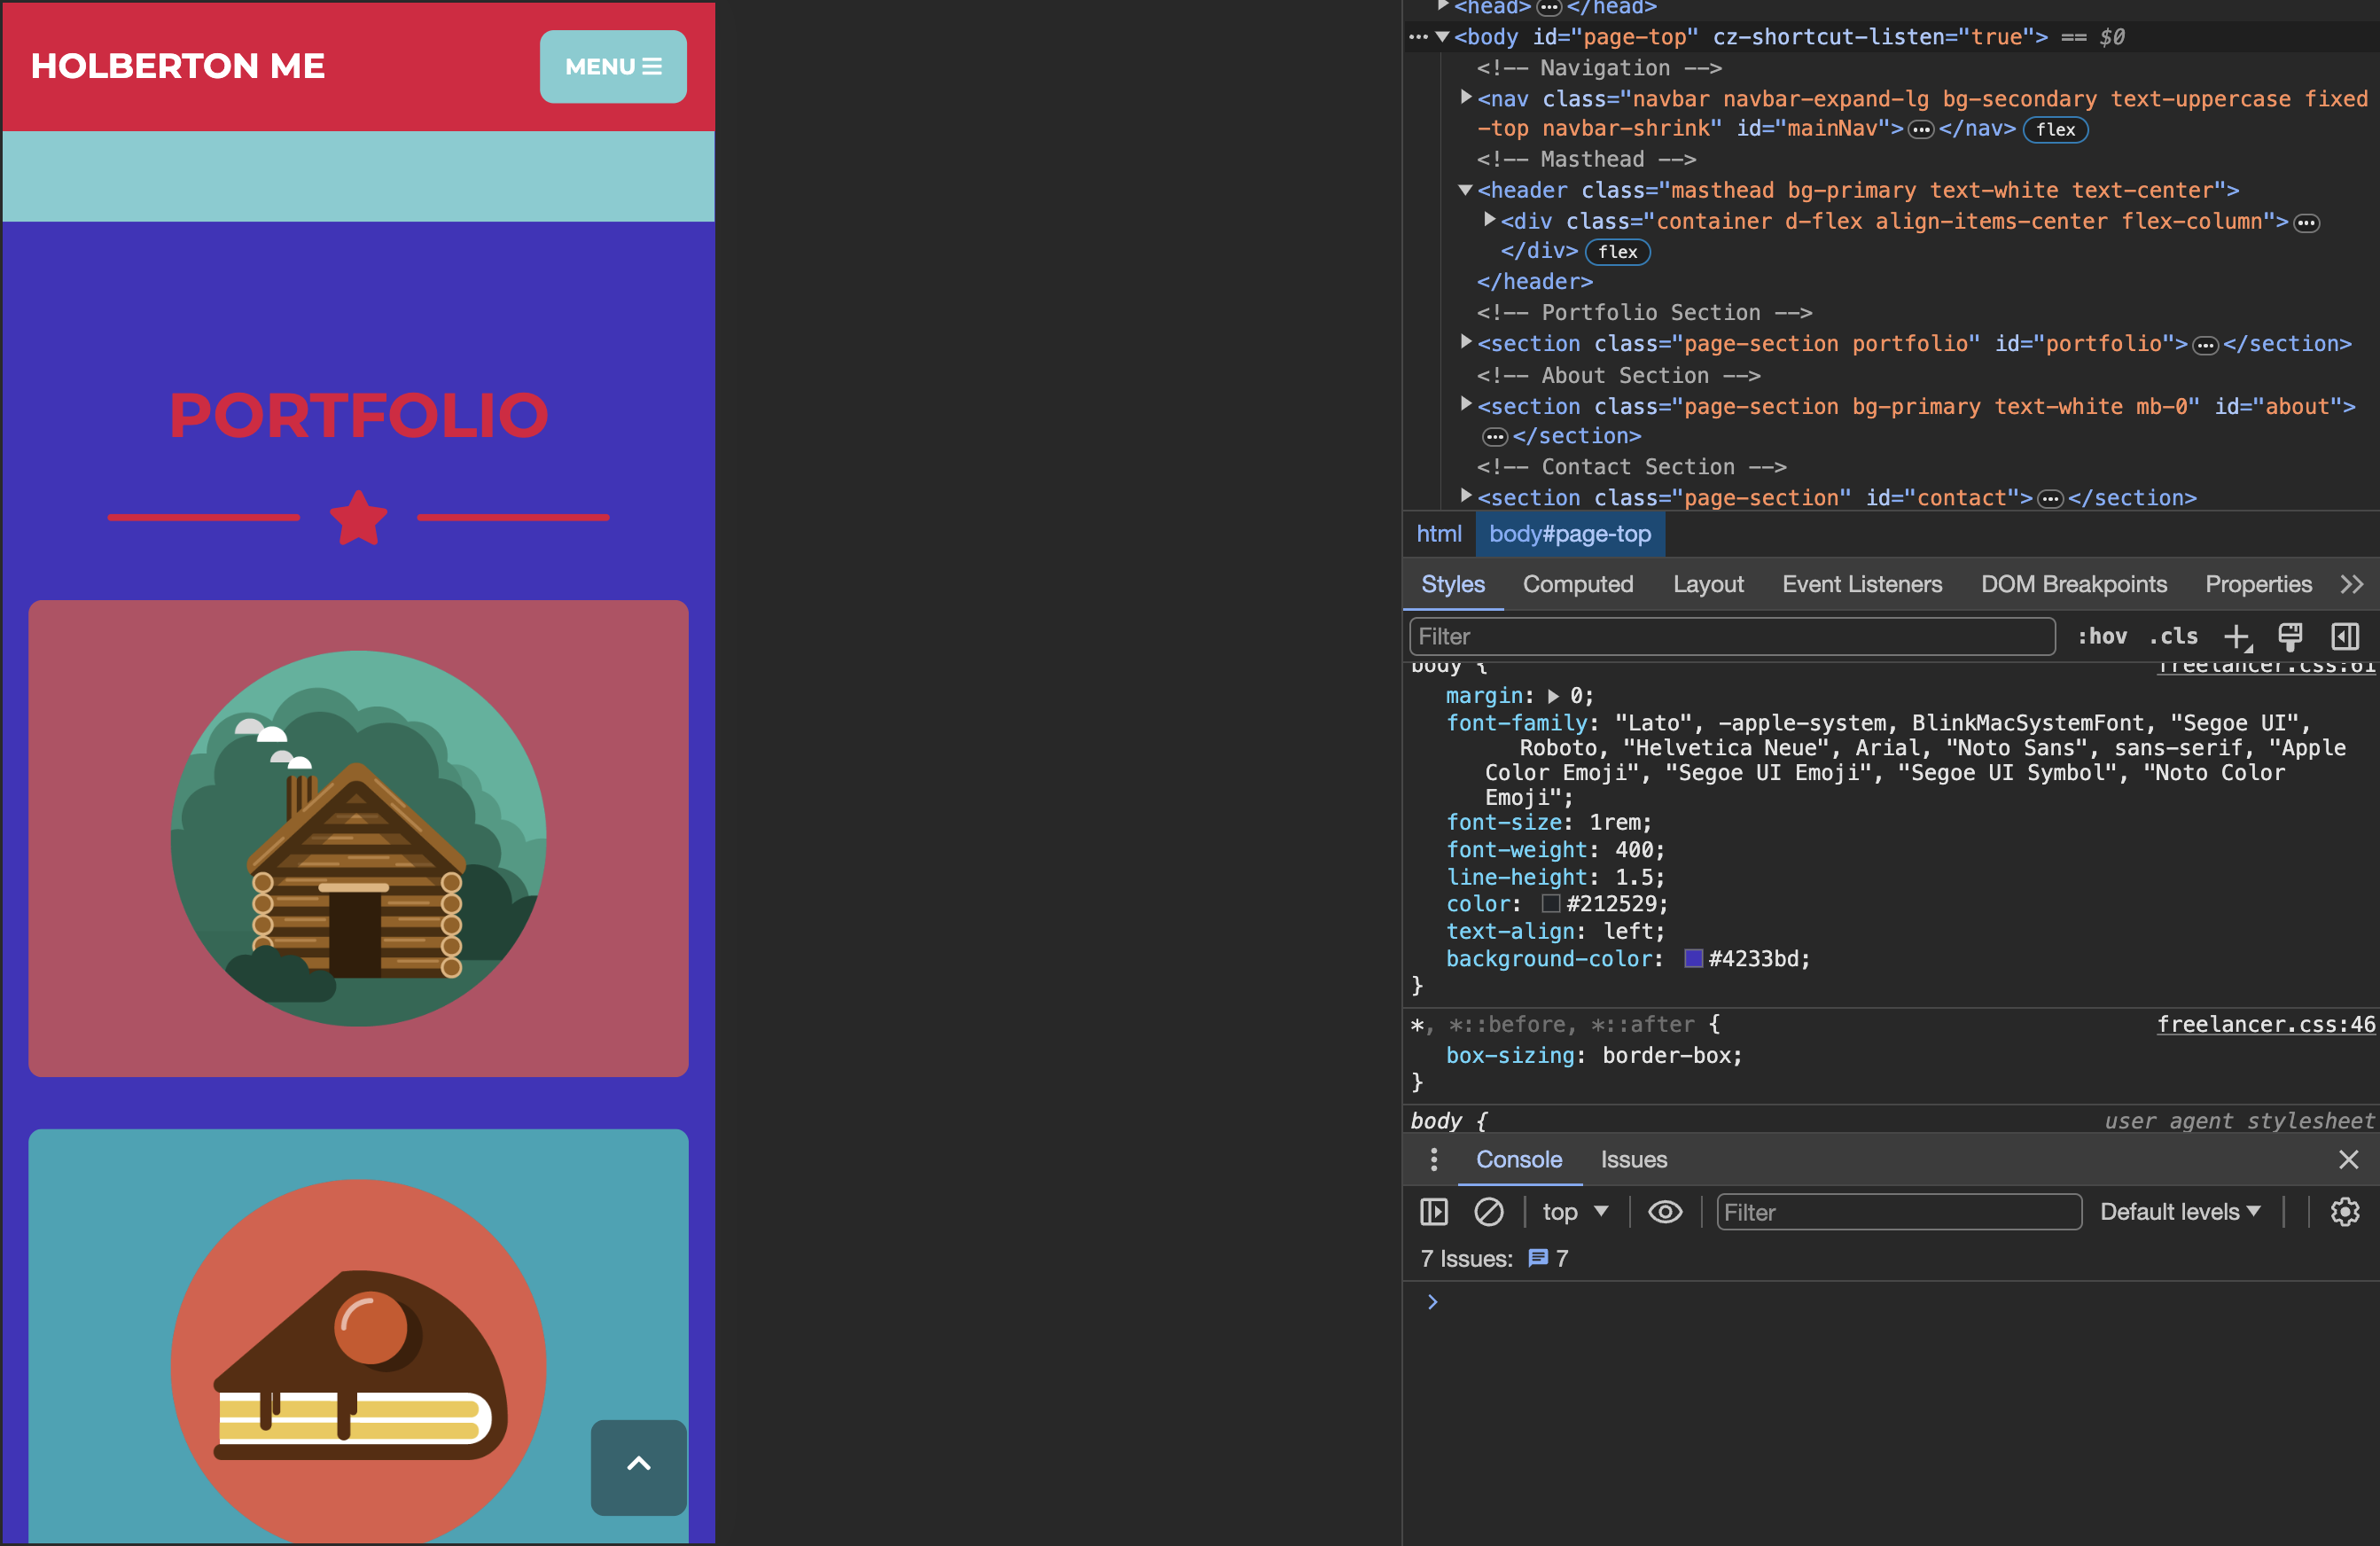 HOLBERTON ME
MENU
PORTFOLIO
<head> </head>
<body id="page-top" cz-shortcut-listen="true"> == $0
<!-- Navigation -->
<nav class="navbar navbar-expand-lg bg-secondary text-uppercase fixed
-top navbar-shrink" id="mainNav"> </nav> flex
<!-- Masthead -->
<header class="masthead bg-primary text-white text-center">
<div class="container d-flex align-items-center flex-column">
</div> flex
</header>
<!-- Portfolio Section -->
<section class="page-section portfolio" id="portfolio"> </section>
<!-- About Section -->
<section class="page-section bg-primary text-white mb-0" id="about">
</section>
<!-- Contact Section -->
<section class="page-section" id="contact"> </section>
html body#page-top
Styles Computed Layout Event Listeners DOM Breakpoints Properties
Filter :hov .cls
body { freelancer.css:61
margin: 0;
font-family: "Lato", -apple-system, BlinkMacSystemFont, "Segoe UI",
Roboto, "Helvetica Neue", Arial, "Noto Sans", sans-serif, "Apple
Color Emoji", "Segoe UI Emoji", "Segoe UI Symbol", "Noto Color
Emoji";
font-size: 1rem;
font-weight: 400;
line-height: 1.5;
color: #212529;
text-align: left;
background-color: #4233bd;
}
*, *::before, *::after { freelancer.css:46
box-sizing: border-box;
}
body { user agent stylesheet
Console Issues
top Filter Default levels
7 Issues: 7